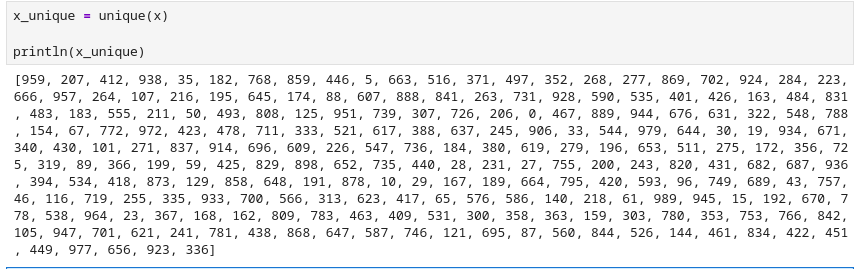 x_unique = unique(x)
println(x_unique)
[959, 207, 412, 938, 35, 182, 768, 859, 446, 5, 663, 516, 371, 497, 352, 268, 277, 869, 702, 924, 284, 223,
666, 957, 264, 107, 216, 195, 645, 174, 88, 607, 888, 841, 263, 731, 928, 590, 535, 401, 426, 163, 484, 831
, 483, 183, 555, 211, 50, 493, 808, 125, 951, 739, 307, 726, 206, 0, 467, 889, 944, 676, 631, 322, 548, 788
, 154, 67, 772, 972, 423, 478, 711, 333, 521, 617, 388, 637, 245, 906, 33, 544, 979, 644, 30, 19, 934, 671,
340, 430, 101, 271, 837, 914, 696, 609, 226, 547, 736, 184, 380, 619, 279, 196, 653, 511, 275, 172, 356, 72
5, 319, 89, 366, 199, 59, 425, 829, 898, 652, 735, 440, 28, 231, 27, 755, 200, 243, 820, 431, 682, 687, 936
, 394, 534, 418, 873, 129, 858, 648, 191, 878, 10, 29, 167, 189, 664, 795, 420, 593, 96, 749, 689, 43, 757,
46, 116, 719, 255, 335, 933, 700, 566, 313, 623, 417, 65, 576, 586, 140, 218, 61, 989, 945, 15, 192, 670, 7
78, 538, 964, 23, 367, 168, 162, 809, 783, 463, 409, 531, 300, 358, 363, 159, 303, 780, 353, 753, 766, 842,
105, 947, 701, 621, 241, 781, 438, 868, 647, 587, 746, 121, 695, 87, 560, 844, 526, 144, 461, 834, 422, 451
, 449, 977, 656, 923, 336]